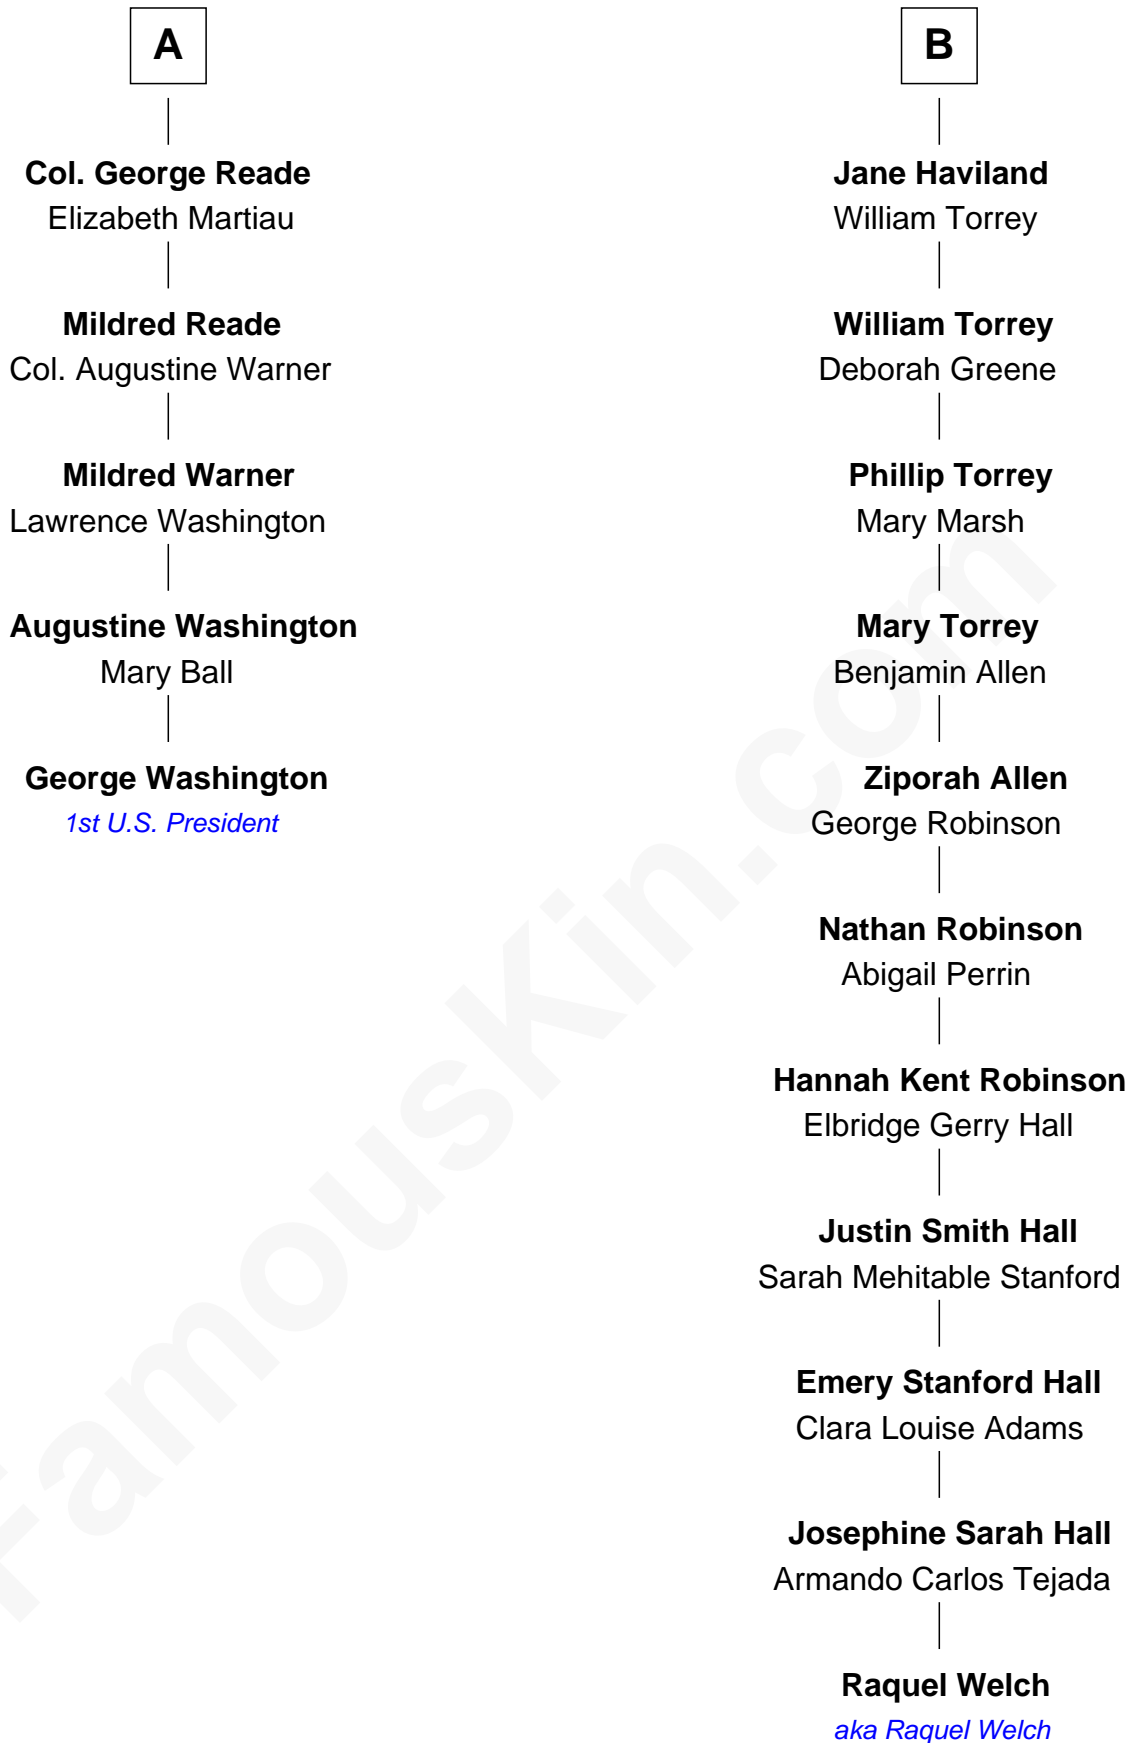 A
Col. George Reade
Elizabeth Martiau
Mildred Reade
Col. Augustine Warner
Mildred Warner
Lawrence Washington
Augustine Washington
Mary Ball
George Washington
1st U.S. President
B
Jane Haviland
William Torrey
William Torrey
Deborah Greene
Phillip Torrey
Mary Marsh
Mary Torrey
Benjamin Allen
Ziporah Allen
George Robinson
Nathan Robinson
Abigail Perrin
Hannah Kent Robinson
Elbridge Gerry Hall
Justin Smith Hall
Sarah Mehitable Stanford
Emery Stanford Hall
Clara Louise Adams
Josephine Sarah Hall
Armando Carlos Tejada
Raquel Welch
aka Raquel Welch
FamousKin.com